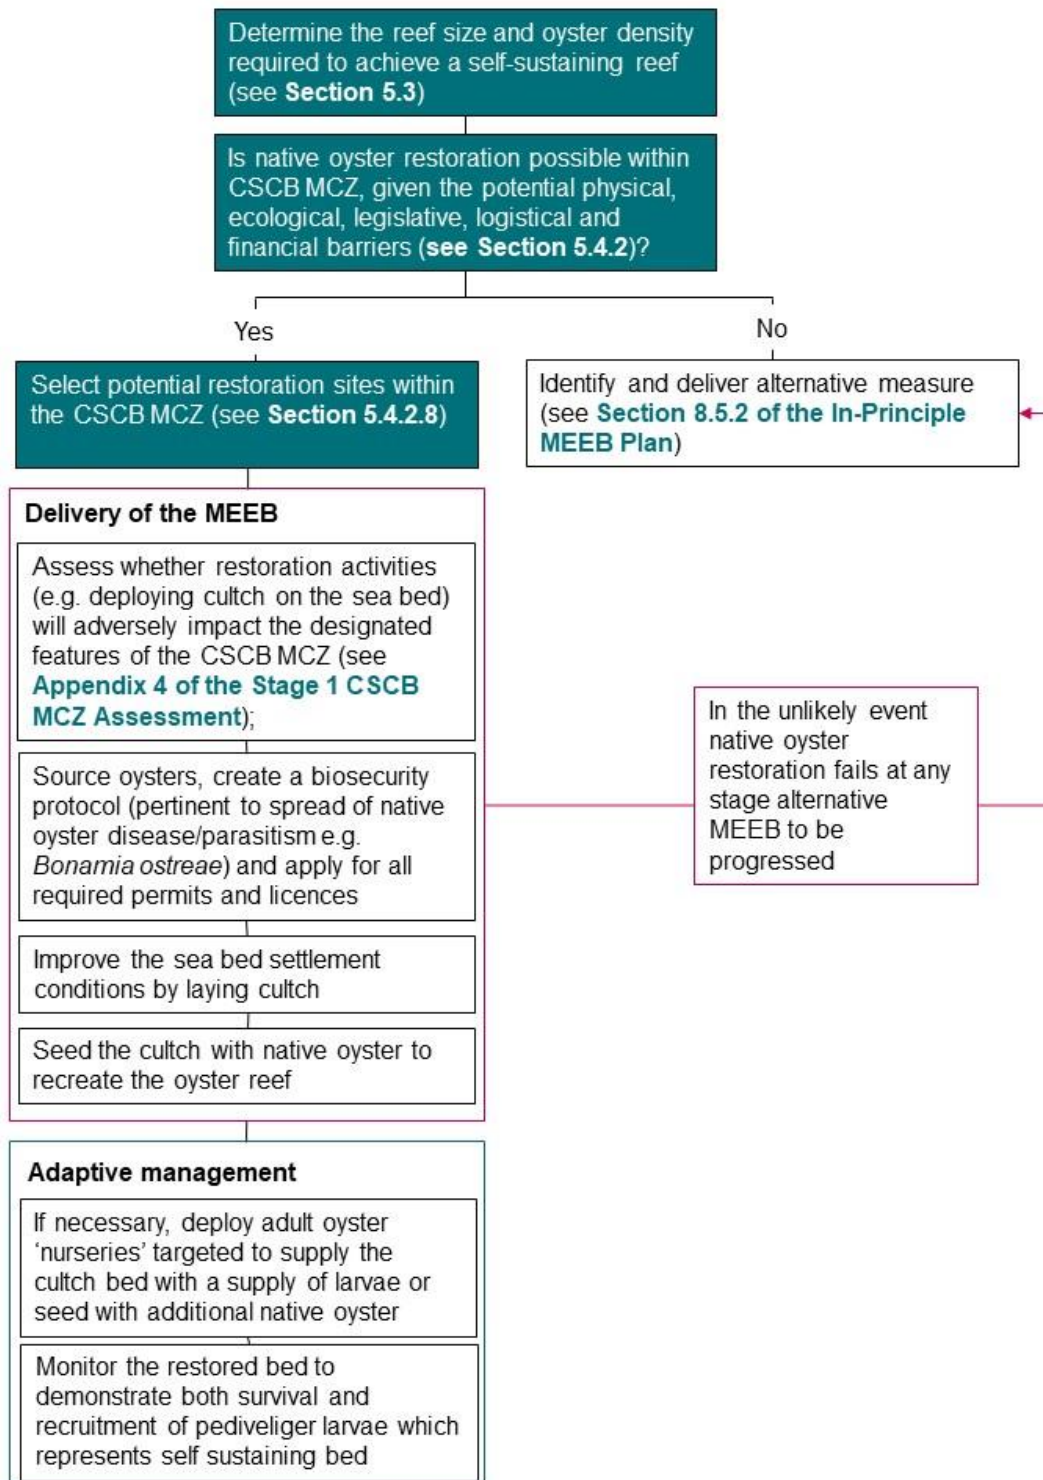 Determine the reef size and oyster density
required to achieve a self-sustaining reef
(see Section 5.3)
Is native oyster restoration possible within
CSCB MCZ, given the potential physical,
ecological, legislative, logistical and
financial barriers (see Section 5.4.2)?
Yes
No
Select potential restoration sites within
the CSCB MCZ (see Section 5.4.2.8)
Identify and deliver alternative measure
(see Section 8.5.2 of the In-Principle
MEEB Plan)
Delivery of the MEEB
Assess whether restoration activities
(e.g. deploying cultch on the sea bed)
will adversely impact the designated
features of the CSCB MCZ (see
Appendix 4 of the Stage 1 CSCB
MCZ Assessment);
Source oysters, create a biosecurity
protocol (pertinent to spread of native
oyster disease/parasitism e.g.
Bonamia ostreae) and apply for all
required permits and licences
Improve the sea bed settlement
conditions by laying cultch
Seed the cultch with native oyster to
recreate the oyster reef
In the unlikely event
native oyster
restoration fails at any
stage alternative
MEEB to be
progressed
Adaptive management
If necessary, deploy adult oyster
‘nurseries’ targeted to supply the
cultch bed with a supply of larvae or
seed with additional native oyster
Monitor the restored bed to
demonstrate both survival and
recruitment of pediveliger larvae which
represents self sustaining bed